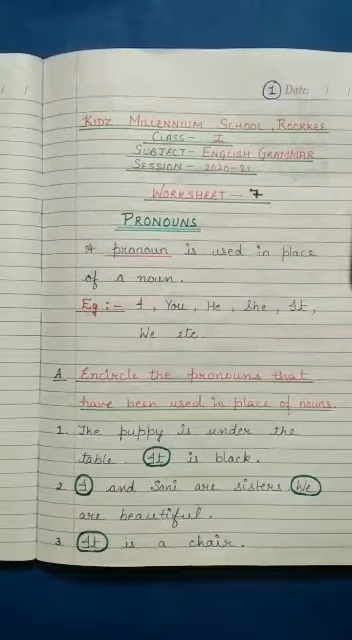 1 Date: / /
KIDZ MILLENNIUM SCHOOL, ROORKEE
CLASS - I
SUBJECT - ENGLISH GRAMMAR
SESSION - 2020-21
WORKSHEET - 7
PRONOUNS
A pronoun is used in place
of a noun.
Eg :- I, You, He, She, It,
We etc.
A Encircle the pronouns that
have been used in place of nouns.
1. The puppy is under the
table. It is black.
2. I and Soni are sisters. We
are beautiful.
3. It is a chair.